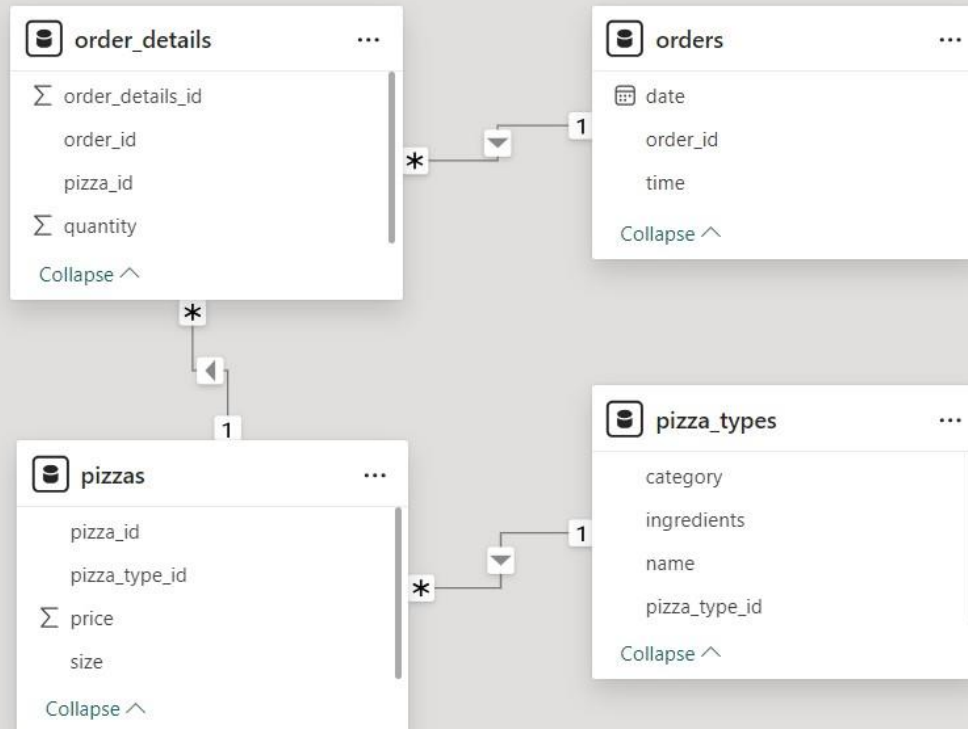 order_details
...
order_details_id
order_id
pizza_id
quantity
Collapse
orders
...
date
order_id
time
Collapse
*
1
*
1
pizzas
...
pizza_id
pizza_type_id
price
size
Collapse
pizza_types
...
category
ingredients
name
pizza_type_id
Collapse
*
1